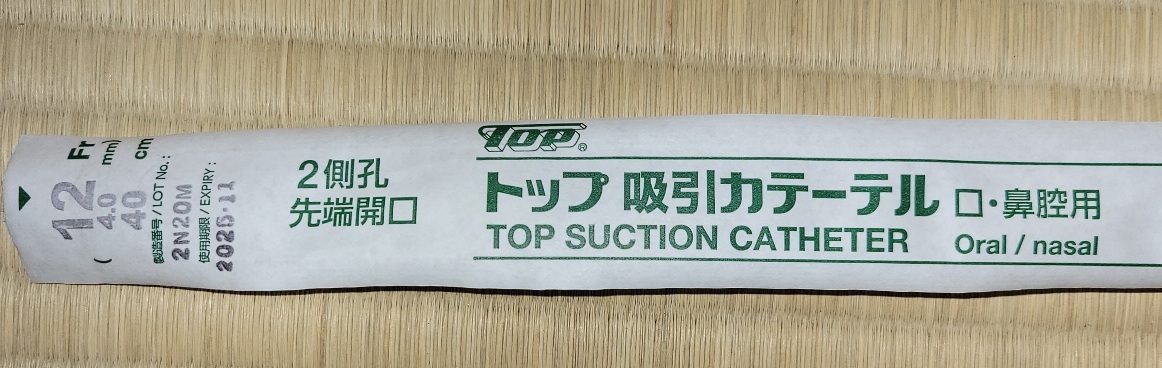 12 Fr
( 4.0 mm)
40 cm
製造番号 / LOT No.:
2N20M
使用期限 / EXPIRY:
2026.11
2側孔
先端開口
TOP®
トップ 吸引カテーテル 口・鼻腔用
TOP SUCTION CATHETER Oral / nasal